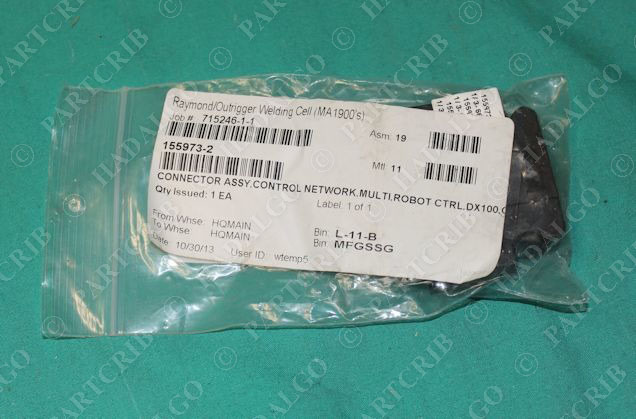 Raymond/Outrigger Welding Cell (MA1900's)
Job # 715246-1-1
Asm: 19
155973-2
Mtl: 11
CONNECTOR ASSY,CONTROL NETWORK,MULTI,ROBOT CTRL,DX100,
Qty Issued: 1 EA
Label: 1 of 1
From Whse: HQMAIN
Bin: L-11-B
To Whse HQMAIN
Bin: MFGSSG
Date 10/30/13 User ID: wtemp5
© PARTCRIB
© HADALGO